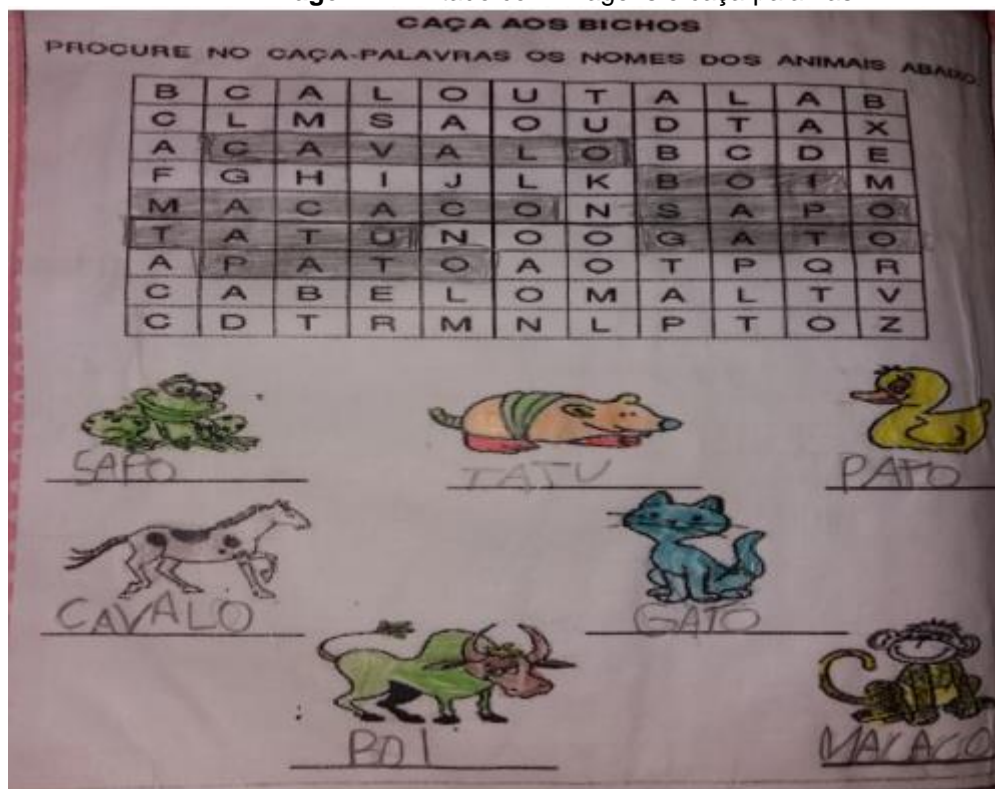 CAÇA AOS BICHOS
PROCURE NO CAÇA-PALAVRAS OS NOMES DOS ANIMAIS ABAIXO
B C A L O U T A L A B
C L M S A O U D T A X
A C A V A L O B C D E
F G H I J L K B O I M
M A C A C O N S A P O
T A T U N O O G A T O
A P A T O A O T P Q R
C A B E L O M A L T V
C D T R M N L P T O Z
SAPO TATU PATO
CAVALO GATO
BOI MACACO